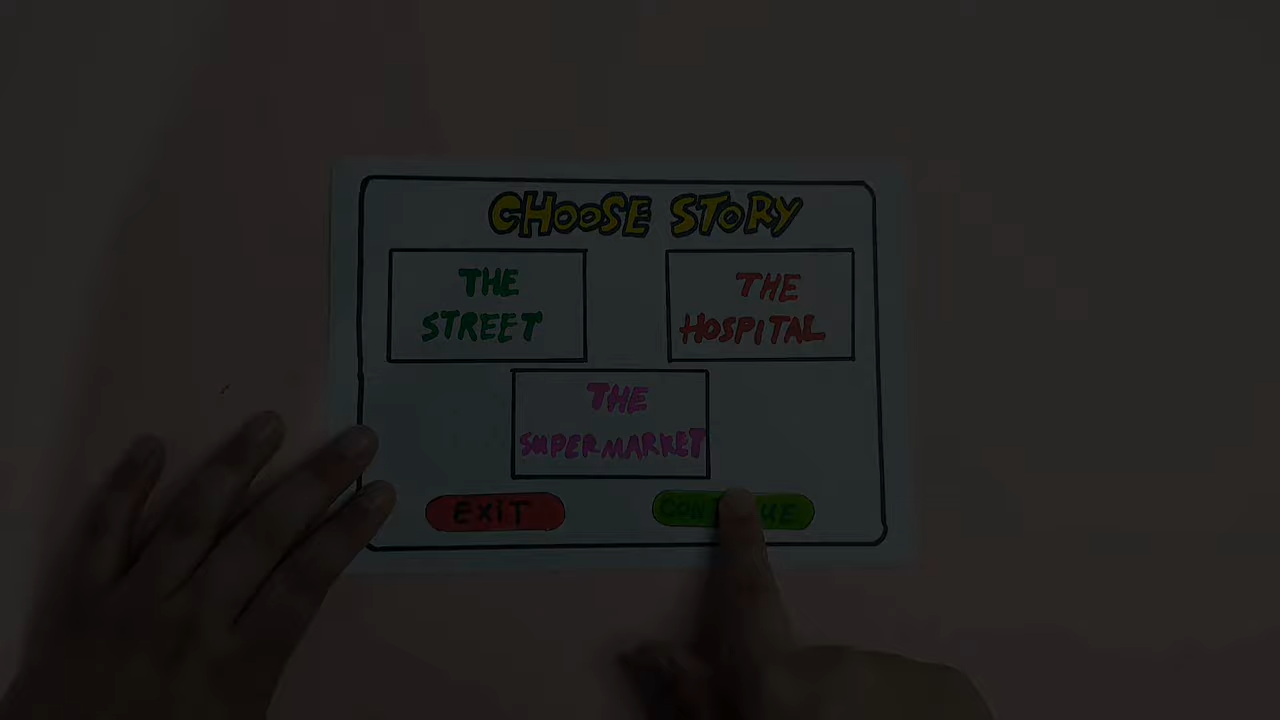 CHOOSE STORY
THE
STREET
THE
HOSPITAL
THE
SUPERMARKET
EXIT